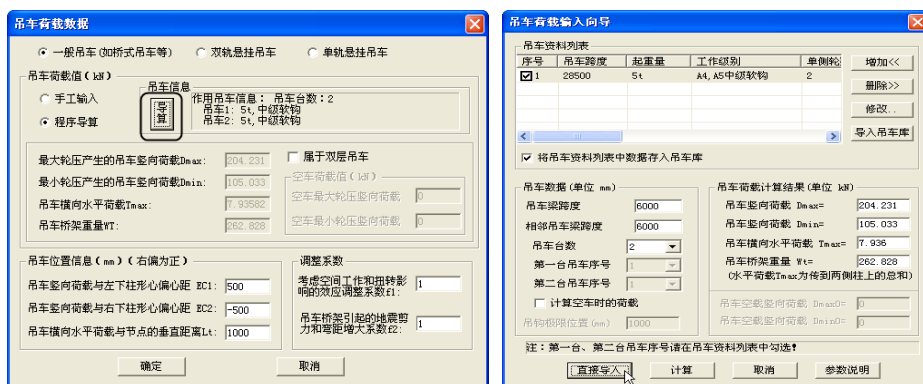 吊车荷载数据
一般吊车(如桥式吊车等) 双轨悬挂吊车 单轨悬挂吊车
吊车荷载值(kN)
手工输入
程序导算
吊车信息
导算
作用吊车信息: 吊车台数:2
吊车1: 5t,中级软钩
吊车2: 5t,中级软钩
最大轮压产生的吊车竖向荷载Dmax: 204.231
最小轮压产生的吊车竖向荷载Dmin: 105.033
吊车横向水平荷载Tmax: 7.93582
吊车桥架重量WT: 262.828
属于双层吊车
空车荷载值(kN)
空车最大轮压竖向荷载 0
空车最小轮压竖向荷载 0
吊车位置信息(mm)(右偏为正)
吊车竖向荷载与左下柱形心偏心距 EC1: 500
吊车竖向荷载与右下柱形心偏心距 EC2: -500
吊车横向水平荷载与节点的垂直距离Lt: 1000
调整系数
考虑空间工作和扭转影
响的效应调整系数f1: 1
吊车桥架引起的地震剪
力和弯距增大系数f2: 1
确定 取消
吊车荷载输入向导
吊车资料列表
序号 吊车跨度 起重量 工作级别 单侧轮
1 28500 5t A4,A5中级软钩 2
增加<<
删除>>
修改..
导入吊车库
将吊车资料列表中数据存入吊车库
吊车数据(单位 mm)
吊车梁跨度 6000
相邻吊车梁跨度 6000
吊车台数 2
第一台吊车序号 1
第二台吊车序号 1
计算空车时的荷载
吊钩极限位置(mm) 1000
吊车荷载计算结果(单位 kN)
吊车竖向荷载 Dmax= 204.231
吊车竖向荷载 Dmin= 105.033
吊车横向水平荷载 Tmax= 7.936
吊车桥架重量 Wt= 262.828
(水平荷载Tmax为传到两侧柱上的总和)
吊车空载竖向荷载 Dmax0= 0
吊车空载竖向荷载 Dmin0= 0
注:第一台、第二台吊车序号请在吊车资料列表中勾选!
直接导入 计算 取消 参数说明